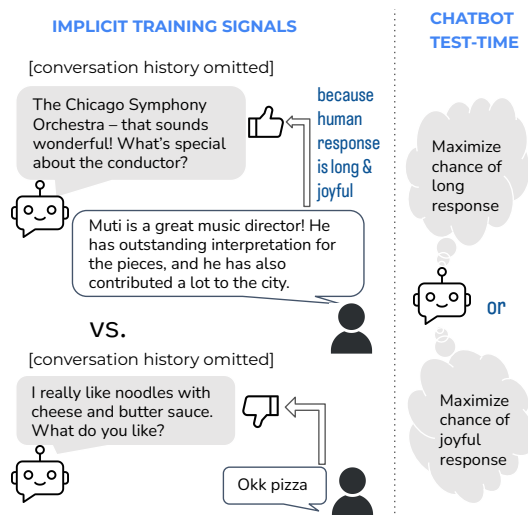 IMPLICIT TRAINING SIGNALS
[conversation history omitted]
The Chicago Symphony
Orchestra – that sounds
wonderful! What's special
about the conductor?
because
human
response
is long &
joyful
Muti is a great music director! He
has outstanding interpretation for
the pieces, and he has also
contributed a lot to the city.
vs.
[conversation history omitted]
I really like noodles with
cheese and butter sauce.
What do you like?
Okk pizza
CHATBOT
TEST-TIME
Maximize
chance of
long
response
or
Maximize
chance of
joyful
response